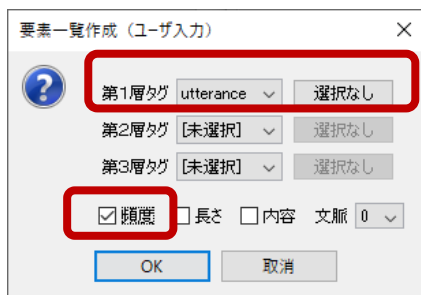 要素一覧作成（ユーザ入力）
第1層タグ utterance 選択なし
第2層タグ [未選択] 選択なし
第3層タグ [未選択] 選択なし
頻度 長さ 内容 文脈 0
OK 取消